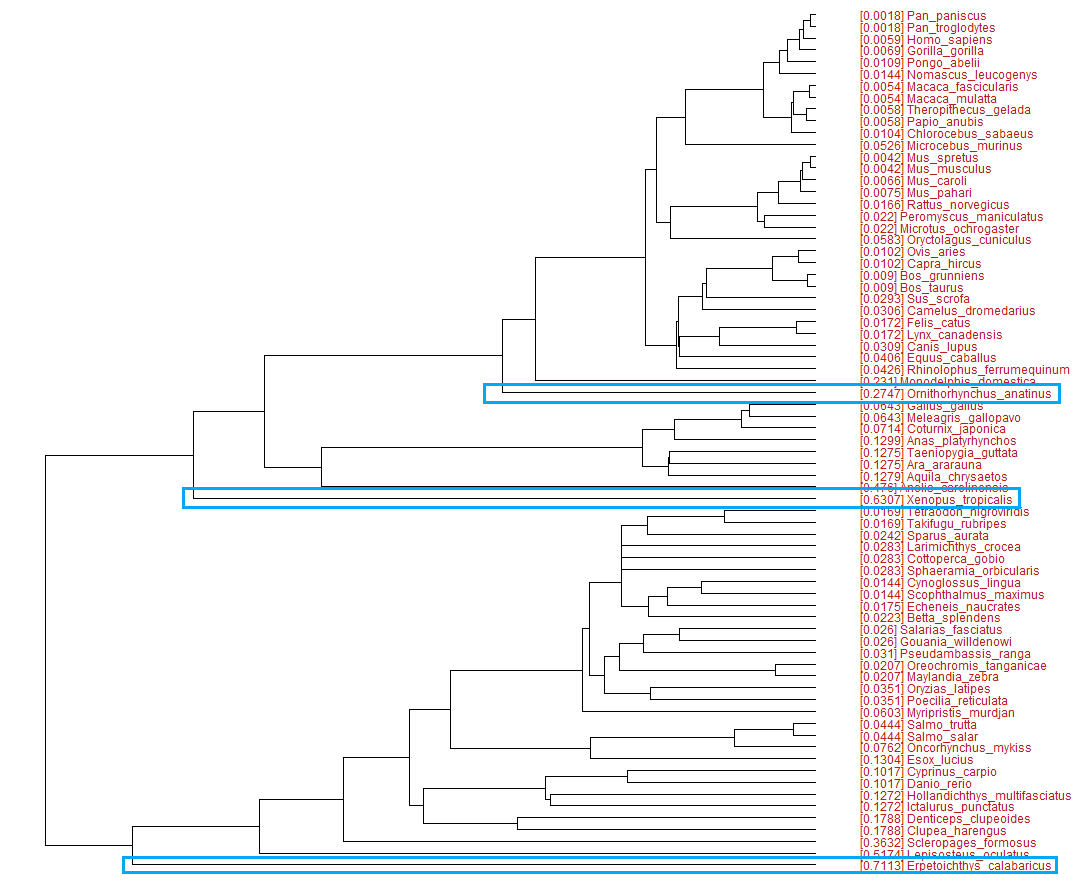 [0.0018] Pan_paniscus
[0.0018] Pan_troglodytes
[0.0059] Homo_sapiens
[0.0069] Gorilla_gorilla
[0.0109] Pongo_abelii
[0.0144] Nomascus_leucogenys
[0.0054] Macaca_fascicularis
[0.0054] Macaca_mulatta
[0.0058] Theropithecus_gelada
[0.0058] Papio_anubis
[0.0104] Chlorocebus_sabaeus
[0.0526] Microcebus_murinus
[0.0042] Mus_spretus
[0.0042] Mus_musculus
[0.0066] Mus_caroli
[0.0075] Mus_pahari
[0.0166] Rattus_norvegicus
[0.022] Peromyscus_maniculatus
[0.022] Microtus_ochrogaster
[0.0583] Oryctolagus_cuniculus
[0.0102] Ovis_aries
[0.0102] Capra_hircus
[0.009] Bos_grunniens
[0.009] Bos_taurus
[0.0293] Sus_scrofa
[0.0306] Camelus_dromedarius
[0.0172] Felis_catus
[0.0172] Lynx_canadensis
[0.0309] Canis_lupus
[0.0406] Equus_caballus
[0.0426] Rhinolophus_ferrumequinum
[0.231] Monodelphis_domestica
[0.2747] Ornithorhynchus_anatinus
[0.0643] Gallus_gallus
[0.0643] Meleagris_gallopavo
[0.0714] Coturnix_japonica
[0.1299] Anas_platyrhynchos
[0.1275] Taeniopygia_guttata
[0.1275] Ara_ararauna
[0.1279] Aquila_chrysaetos
[0.476] Anolis_carolinensis
[0.6307] Xenopus_tropicalis
[0.0169] Tetraodon_nigroviridis
[0.0169] Takifugu_rubripes
[0.0242] Sparus_aurata
[0.0283] Larimichthys_crocea
[0.0283] Cottoperca_gobio
[0.0283] Sphaeramia_orbicularis
[0.0144] Cynoglossus_lingua
[0.0144] Scophthalmus_maximus
[0.0175] Echeneis_naucrates
[0.0223] Betta_splendens
[0.026] Salarias_fasciatus
[0.026] Gouania_willdenowi
[0.031] Pseudambassis_ranga
[0.0207] Oreochromis_tanganicae
[0.0207] Maylandia_zebra
[0.0351] Oryzias_latipes
[0.0351] Poecilia_reticulata
[0.0603] Myripristis_murdjan
[0.0444] Salmo_trutta
[0.0444] Salmo_salar
[0.0762] Oncorhynchus_mykiss
[0.1304] Esox_lucius
[0.1017] Cyprinus_carpio
[0.1017] Danio_rerio
[0.1272] Hollandichthys_multifasciatus
[0.1272] Ictalurus_punctatus
[0.1788] Denticeps_clupeoides
[0.1788] Clupea_harengus
[0.3632] Scleropages_formosus
[0.5174] Lepisosteus_oculatus
[0.7113] Erpetoichthys_calabaricus